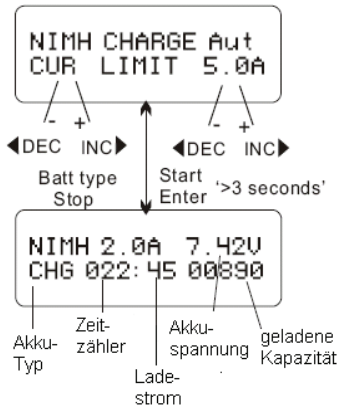 NIMH CHARGE Aut
CUR LIMIT 5.0A
- + - +
◀DEC INC▶ ◀DEC INC▶
Batt type
Stop
Start
Enter '>3 seconds'
NIMH 2.0A 7.42V
CHG 022:45 00890
Akku-
Typ
Zeit-
zähler
Lade-
strom
Akku-
spannung
geladene
Kapazität